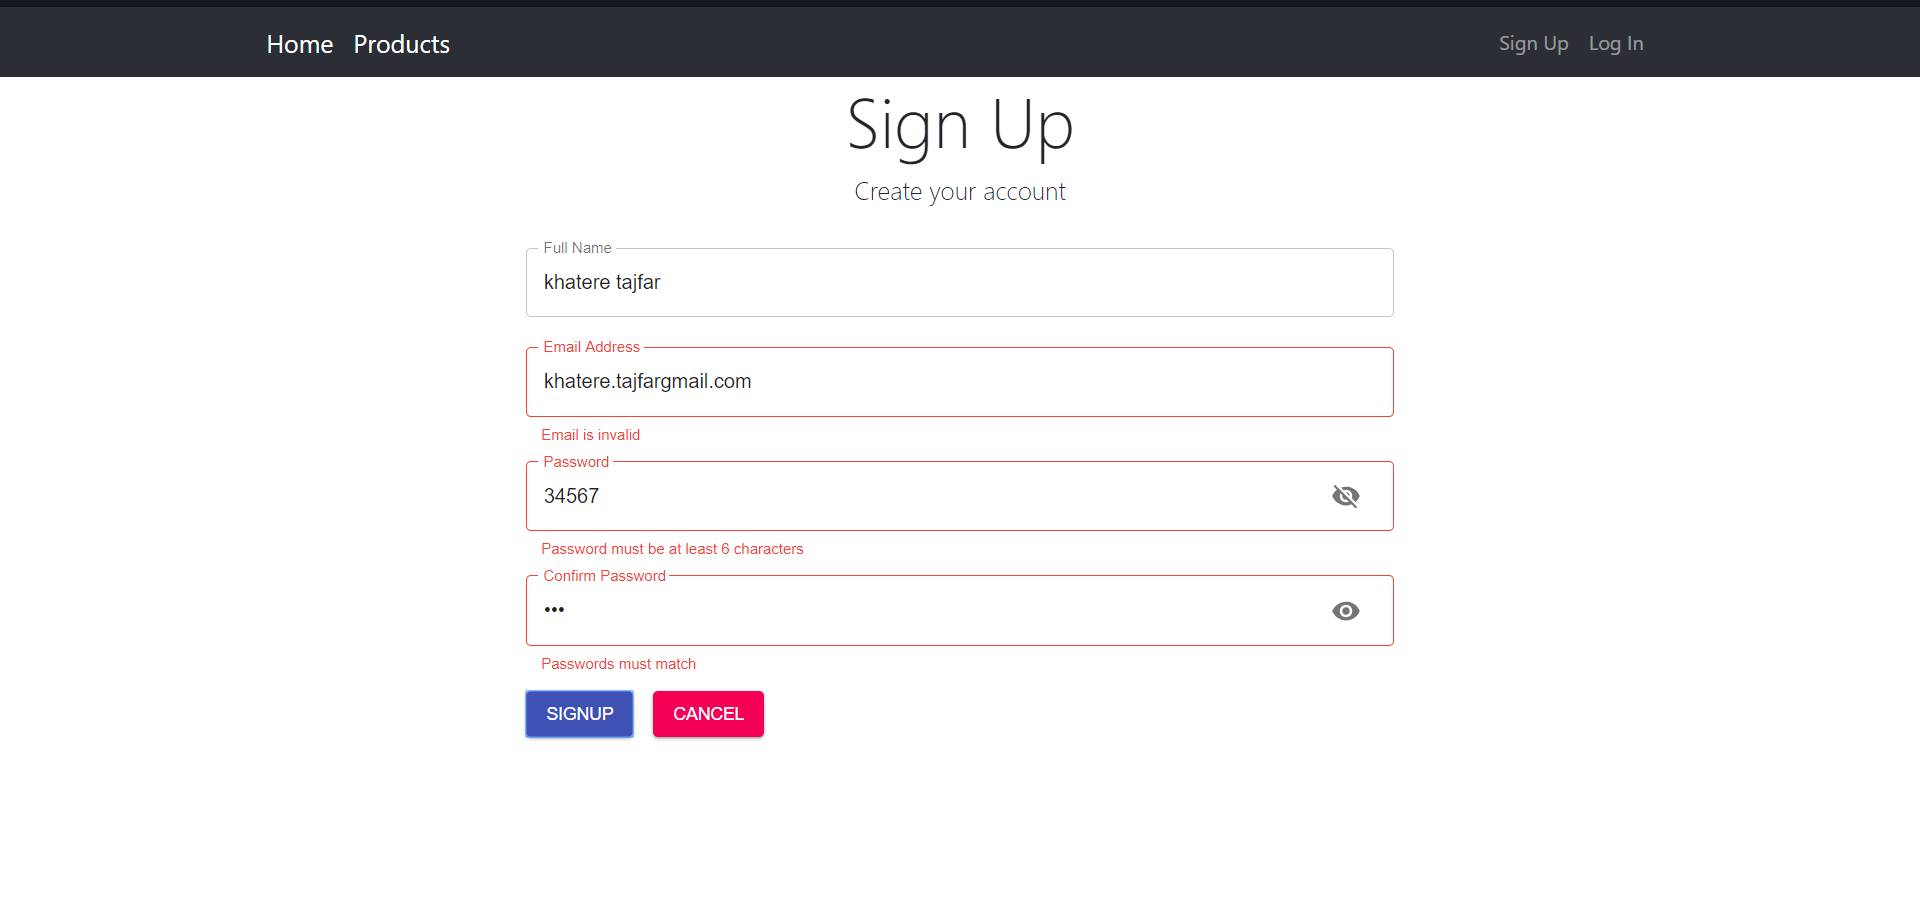 Home Products Sign Up Log In
Sign Up
Create your account
Full Name
khatere tajfar
Email Address
khatere.tajfargmail.com
Email is invalid
Password
34567
Password must be at least 6 characters
Confirm Password
•••
Passwords must match
SIGNUP CANCEL